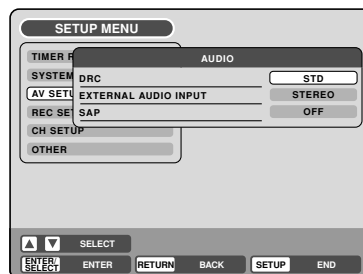 SETUP MENU
TIMER R
AUDIO
SYSTEM
DRC
STD
AV SETU
EXTERNAL AUDIO INPUT
STEREO
REC SE
SAP
OFF
CH SETUP
OTHER
SELECT
ENTER/
SELECT
ENTER
RETURN
BACK
SETUP
END